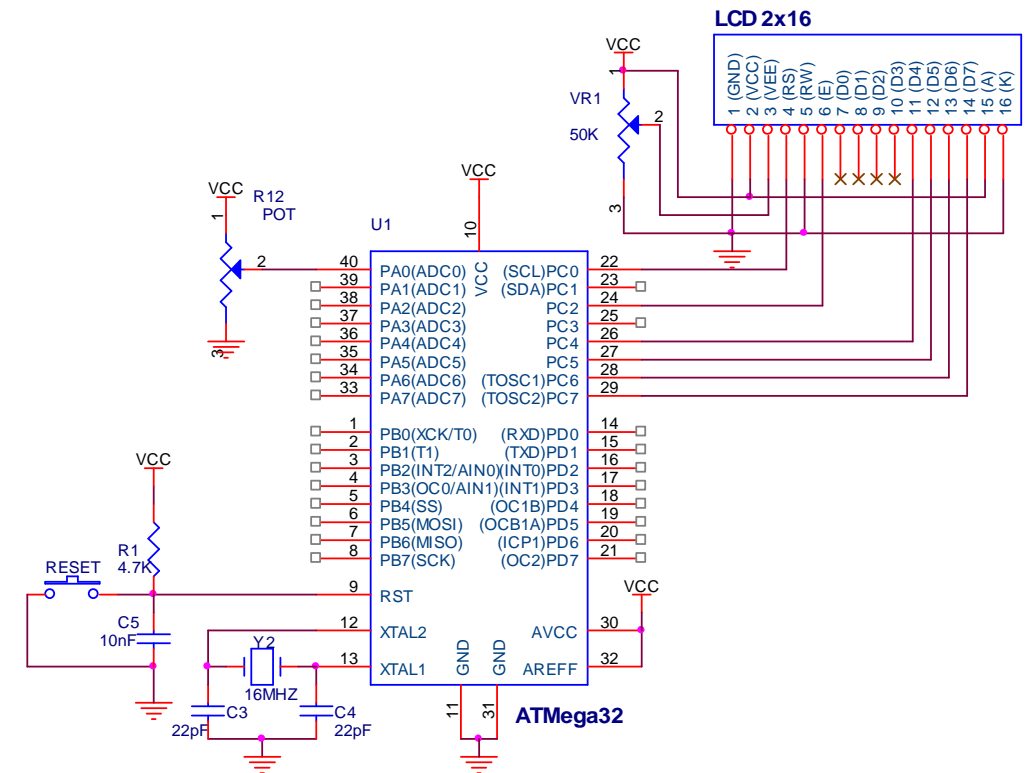 LCD 2x16
VCC
1
VR1
50K
2
3
1 (GND)
2 (VCC)
3 (VEE)
4 (RS)
5 (RW)
6 (E)
7 (D0)
8 (D1)
9 (D2)
10 (D3)
11 (D4)
12 (D5)
13 (D6)
14 (D7)
15 (A)
16 (K)
VCC
R12
POT
1
2
3
VCC
10
U1
VCC
40 PA0(ADC0) (SCL)PC0 22
39 PA1(ADC1) (SDA)PC1 23
38 PA2(ADC2) PC2 24
37 PA3(ADC3) PC3 25
36 PA4(ADC4) PC4 26
35 PA5(ADC5) PC5 27
34 PA6(ADC6) (TOSC1)PC6 28
33 PA7(ADC7) (TOSC2)PC7 29
1 PB0(XCK/T0) (RXD)PD0 14
2 PB1(T1) (TXD)PD1 15
3 PB2(INT2/AIN0)(INT0)PD2 16
4 PB3(OC0/AIN1)(INT1)PD3 17
5 PB4(SS) (OC1B)PD4 18
6 PB5(MOSI) (OCB1A)PD5 19
7 PB6(MISO) (ICP1)PD6 20
8 PB7(SCK) (OC2)PD7 21
VCC
R1
4.7K
RESET
9 RST
C5
10nF
VCC
12 XTAL2 AVCC 30
13 XTAL1 AREFF 32
GND
GND
Y2
16MHZ
C3
22pF
C4
22pF
11
31
ATMega32